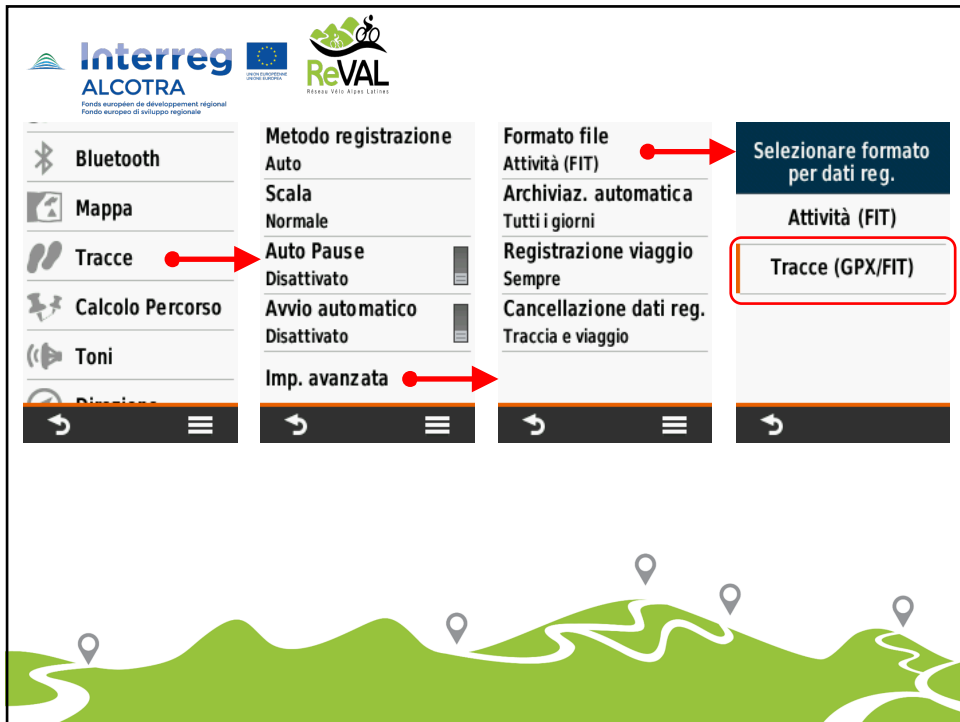 Interreg
ALCOTRA
Fonds européen de développement régional
Fondo europeo di sviluppo regionale
UNION EUROPÉENNE
UNIONE EUROPEA
ReVAL
Réseau Vélo Alpes Latines
Bluetooth
Mappa
Tracce
Calcolo Percorso
Toni
Metodo registrazione
Auto
Scala
Normale
Auto Pause
Disattivato
Avvio automatico
Disattivato
Imp. avanzata
Formato file
Attività (FIT)
Archiviaz. automatica
Tutti i giorni
Registrazione viaggio
Sempre
Cancellazione dati reg.
Traccia e viaggio
Selezionare formato
per dati reg.
Attività (FIT)
Tracce (GPX/FIT)